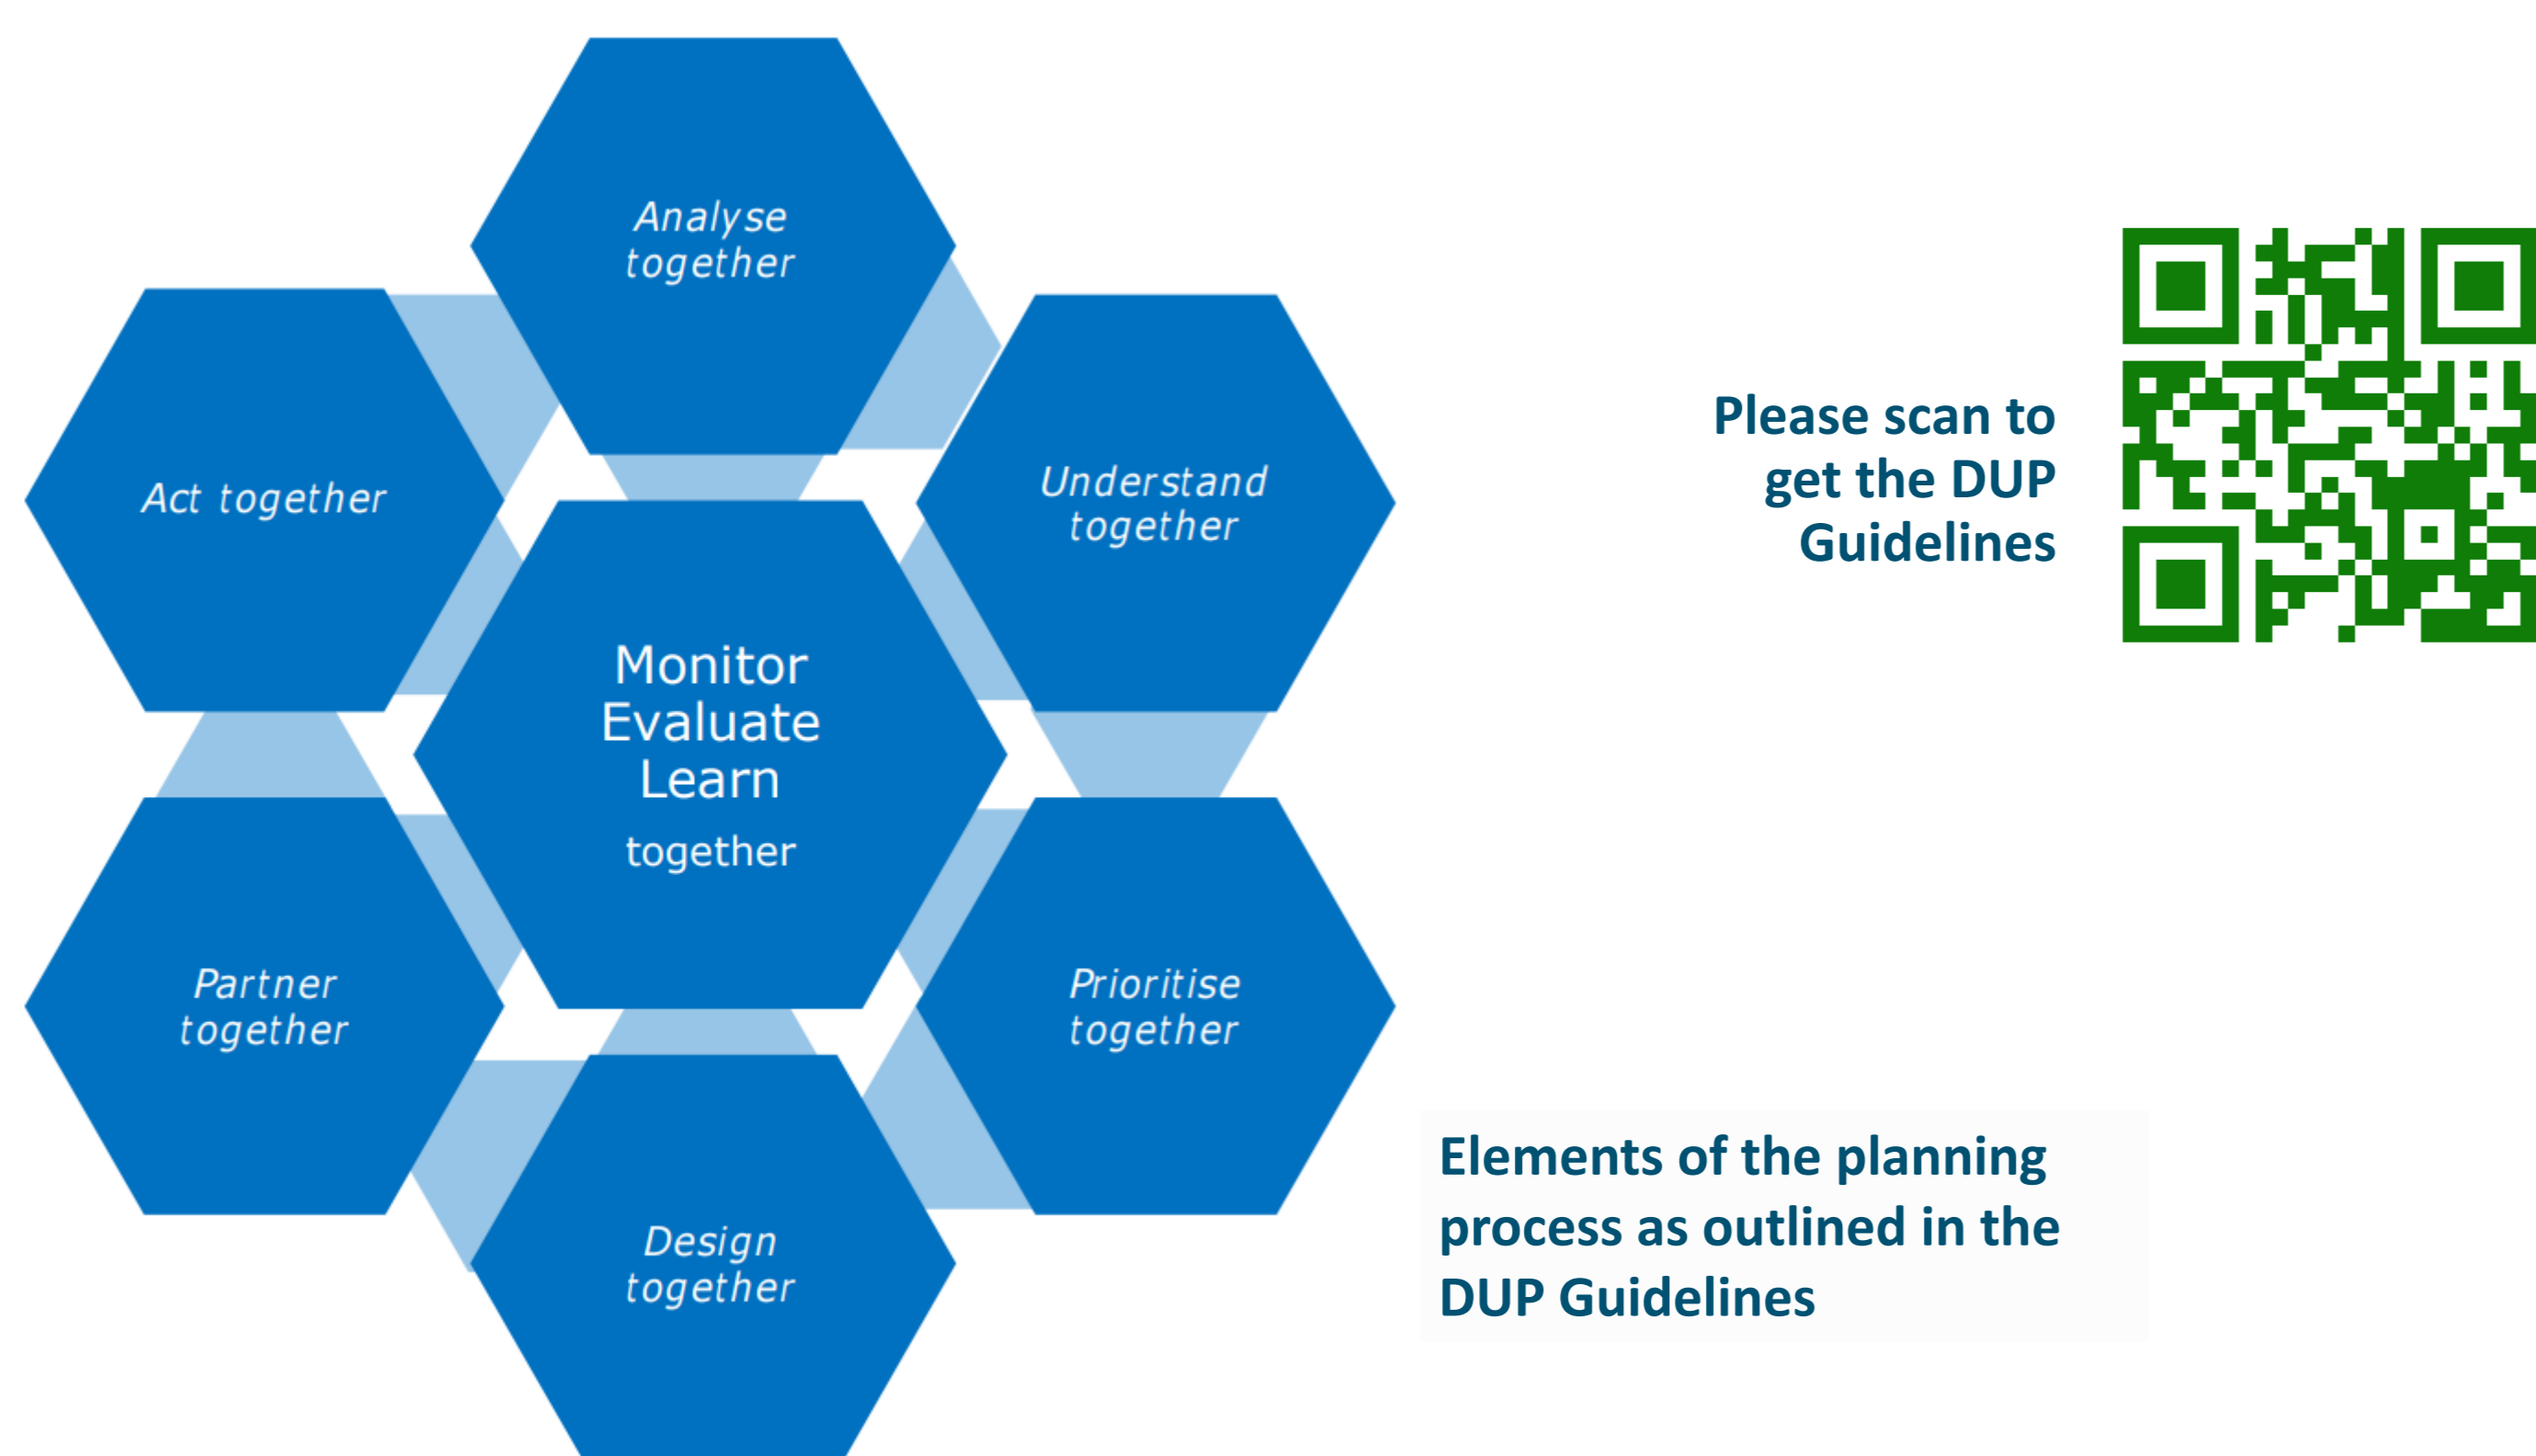 Analyse
together
Act together
Understand
together
Monitor
Evaluate
Learn
together
Partner
together
Prioritise
together
Design
together
Please scan to
get the DUP
Guidelines
Elements of the planning
process as outlined in the
DUP Guidelines